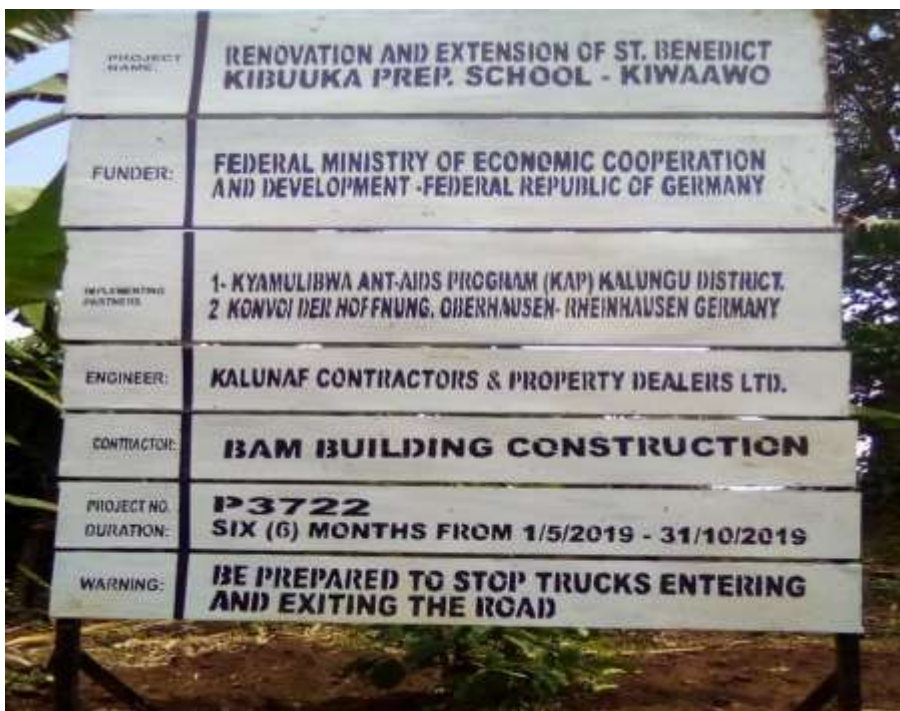 PROJECT NAME: RENOVATION AND EXTENSION OF ST. BENEDICT
KIBUUKA PREP. SCHOOL - KIWAAWO
FUNDER: FEDERAL MINISTRY OF ECONOMIC COOPERATION
AND DEVELOPMENT -FEDERAL REPUBLIC OF GERMANY
IMPLEMENTING PARTNERS
1- KYAMULIBWA ANT-AIDS PROGRAM (KAP) KALUNGU DISTRICT.
2 KONVOI DER HOFFNUNG. OBERHAUSEN- RHEINHAUSEN GERMANY
ENGINEER: KALUNAF CONTRACTORS & PROPERTY DEALERS LTD.
CONTRACTOR: BAM BUILDING CONSTRUCTION
PROJECT NO. P3722
DURATION: SIX (6) MONTHS FROM 1/5/2019 - 31/10/2019
WARNING: BE PREPARED TO STOP TRUCKS ENTERING
AND EXITING THE ROAD